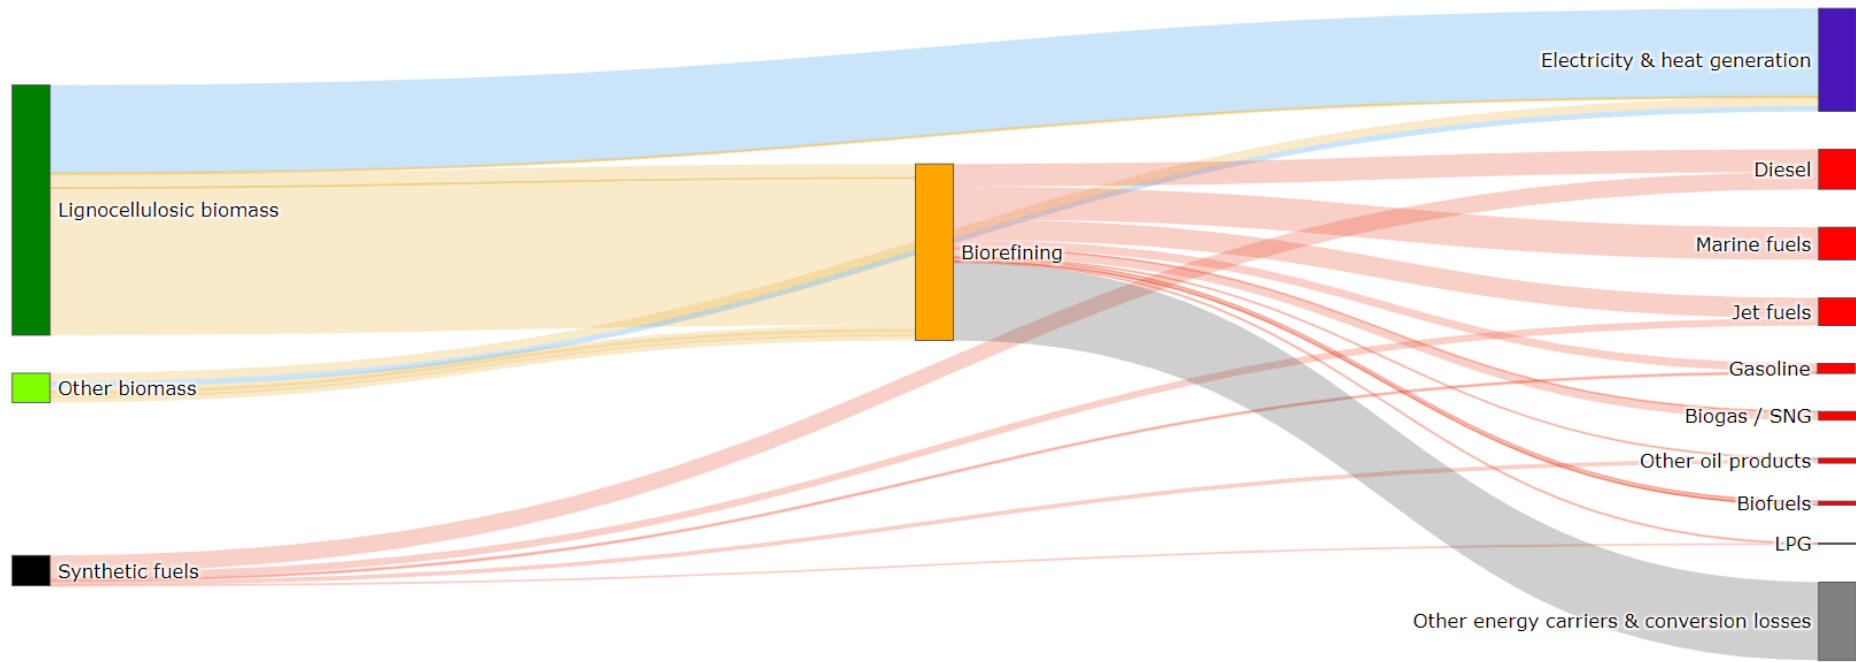 Electricity & heat generation
Diesel
Lignocellulosic biomass
Marine fuels
Biorefining
Jet fuels
Gasoline
Other biomass
Biogas / SNG
Other oil products
Biofuels
LPG
Synthetic fuels
Other energy carriers & conversion losses